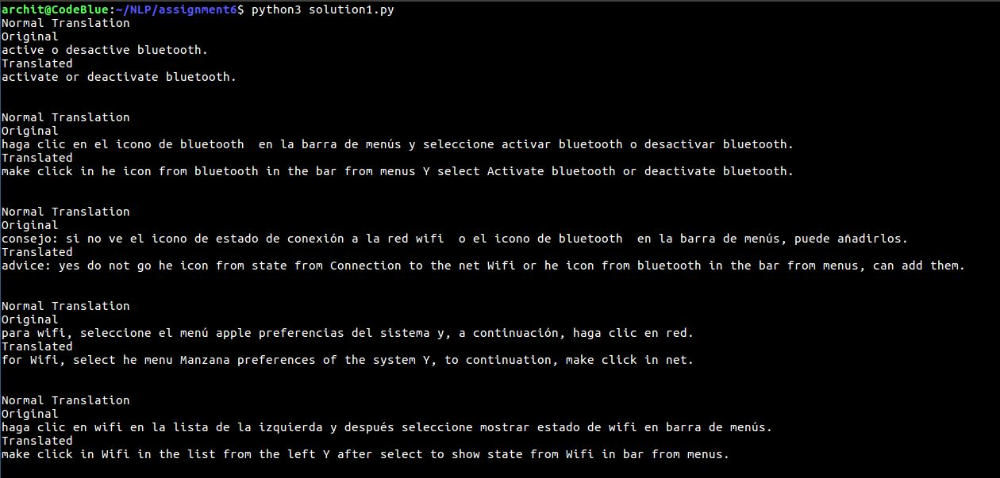 archit@CodeBlue:~/NLP/assignment6$ python3 solution1.py
Normal Translation
Original
active o desactive bluetooth.
Translated
activate or deactivate bluetooth.
Normal Translation
Original
haga clic en el icono de bluetooth  en la barra de menús y seleccione activar bluetooth o desactivar bluetooth.
Translated
make click in he icon from bluetooth in the bar from menus Y select Activate bluetooth or deactivate bluetooth.
Normal Translation
Original
consejo: si no ve el icono de estado de conexión a la red wifi  o el icono de bluetooth  en la barra de menús, puede añadirlos.
Translated
advice: yes do not go he icon from state from Connection to the net Wifi or he icon from bluetooth in the bar from menus, can add them.
Normal Translation
Original
para wifi, seleccione el menú apple preferencias del sistema y, a continuación, haga clic en red.
Translated
for Wifi, select he menu Manzana preferences of the system Y, to continuation, make click in net.
Normal Translation
Original
haga clic en wifi en la lista de la izquierda y después seleccione mostrar estado de wifi en barra de menús.
Translated
make click in Wifi in the list from the left Y after select to show state from Wifi in bar from menus.